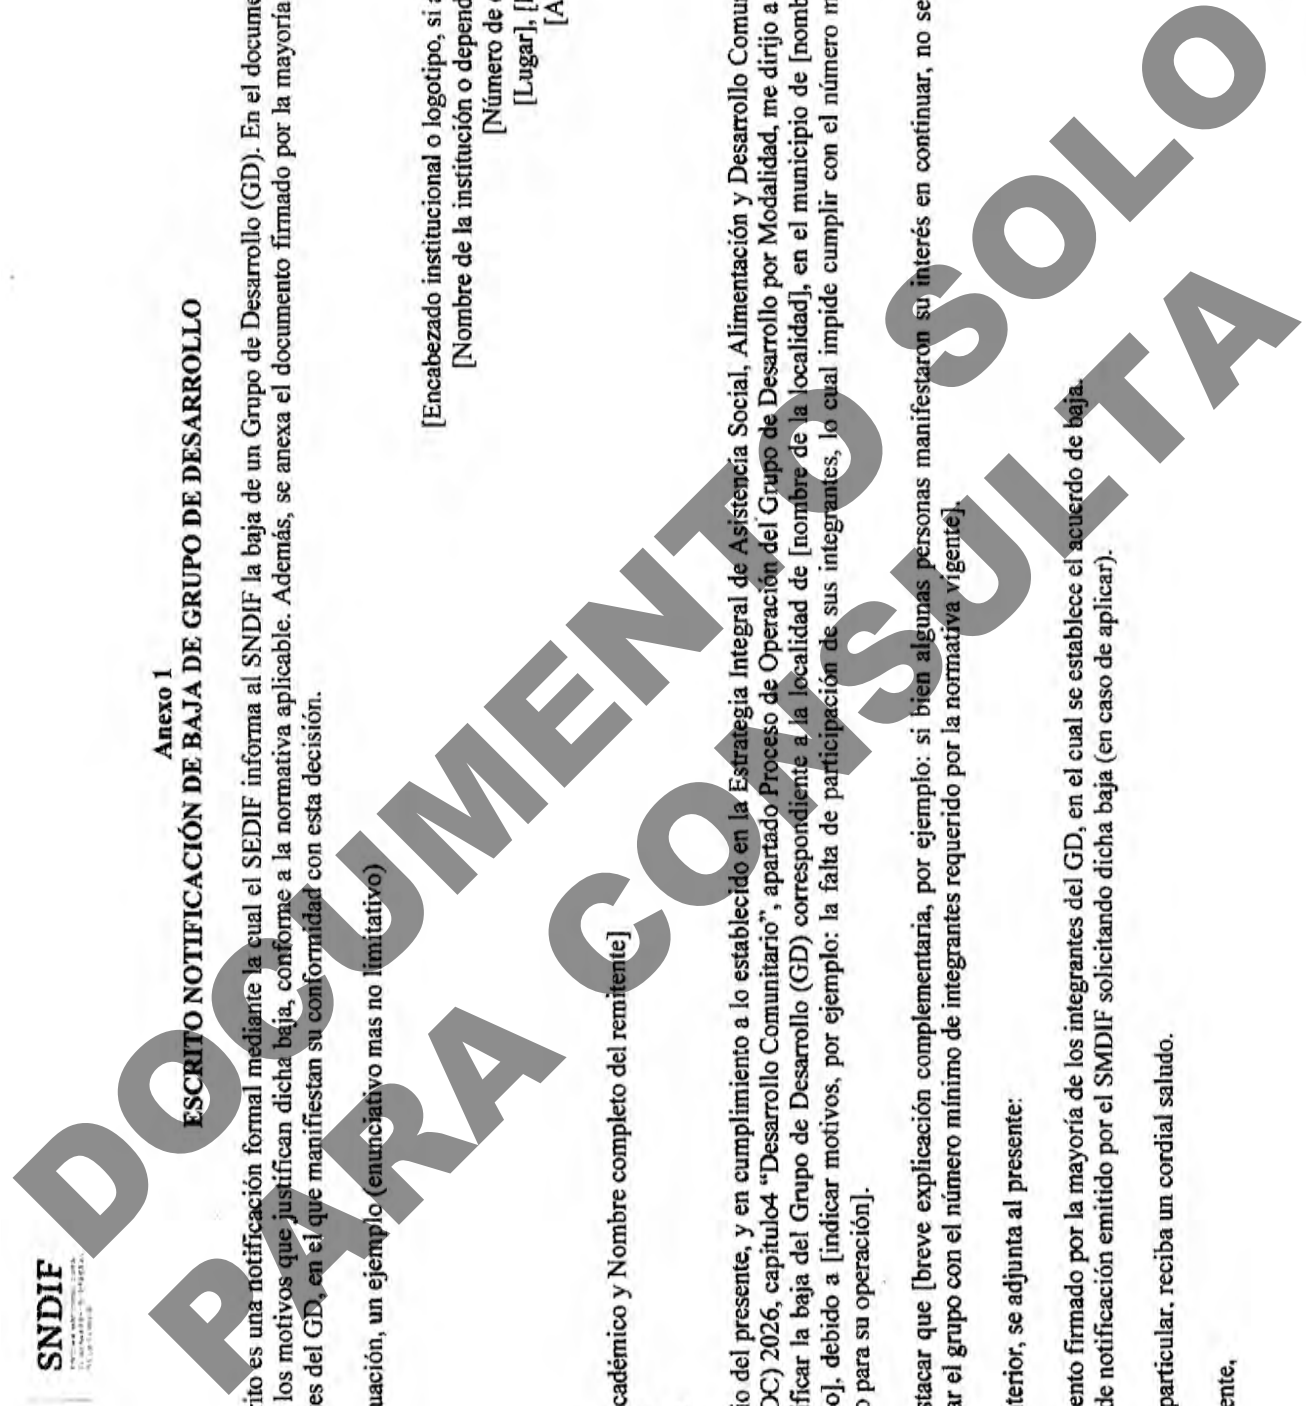 SNDIF
Anexo 1
ESCRITO NOTIFICACIÓN DE BAJA DE GRUPO DE DESARROLLO
rito es una notificación formal mediante la cual el SEDIF informa al SNDIF la baja de un Grupo de Desarrollo (GD). En el docume
los motivos que justifican dicha baja, conforme a la normativa aplicable. Además, se anexa el documento firmado por la mayoría
es del GD, en el que manifiestan su conformidad con esta decisión.
uación, un ejemplo (enunciativo mas no limitativo)
[Encabezado institucional o logotipo, si a
[Nombre de la institución o depend
[Número de
[Lugar], [
[A
cadémico y Nombre completo del remitente]
io del presente, y en cumplimiento a lo establecido en la Estrategia Integral de Asistencia Social, Alimentación y Desarrollo Comu
DC) 2026, capitulo4 “Desarrollo Comunitario”, apartado Proceso de Operación del Grupo de Desarrollo por Modalidad, me dirijo a
ificar la baja del Grupo de Desarrollo (GD) correspondiente a la localidad de [nombre de la localidad], en el municipio de [nomb
o], debido a [indicar motivos, por ejemplo: la falta de participación de sus integrantes, lo cual impide cumplir con el número m
o para su operación].
stacar que [breve explicación complementaria, por ejemplo: si bien algunas personas manifestaron su interés en continuar, no se
ar el grupo con el número mínimo de integrantes requerido por la normativa vigente].
terior, se adjunta al presente:
ento firmado por la mayoría de los integrantes del GD, en el cual se establece el acuerdo de baja.
de notificación emitido por el SMDIF solicitando dicha baja (en caso de aplicar).
particular, reciba un cordial saludo.
ente,
DOCUMENTO SOLO
PARA CONSULTA